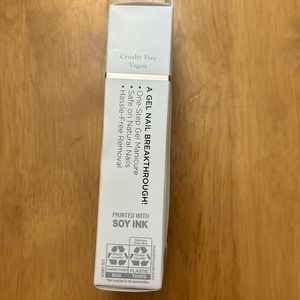 Cruelty Free
Vegan
A GEL NAIL BREAKTHROUGH!
• One-Step Gel Manicure
• Safe on Natural Nails
• Hassle-Free Removal
PRINTED WITH
SOY INK
BOX
PLASTIC
TRAYS